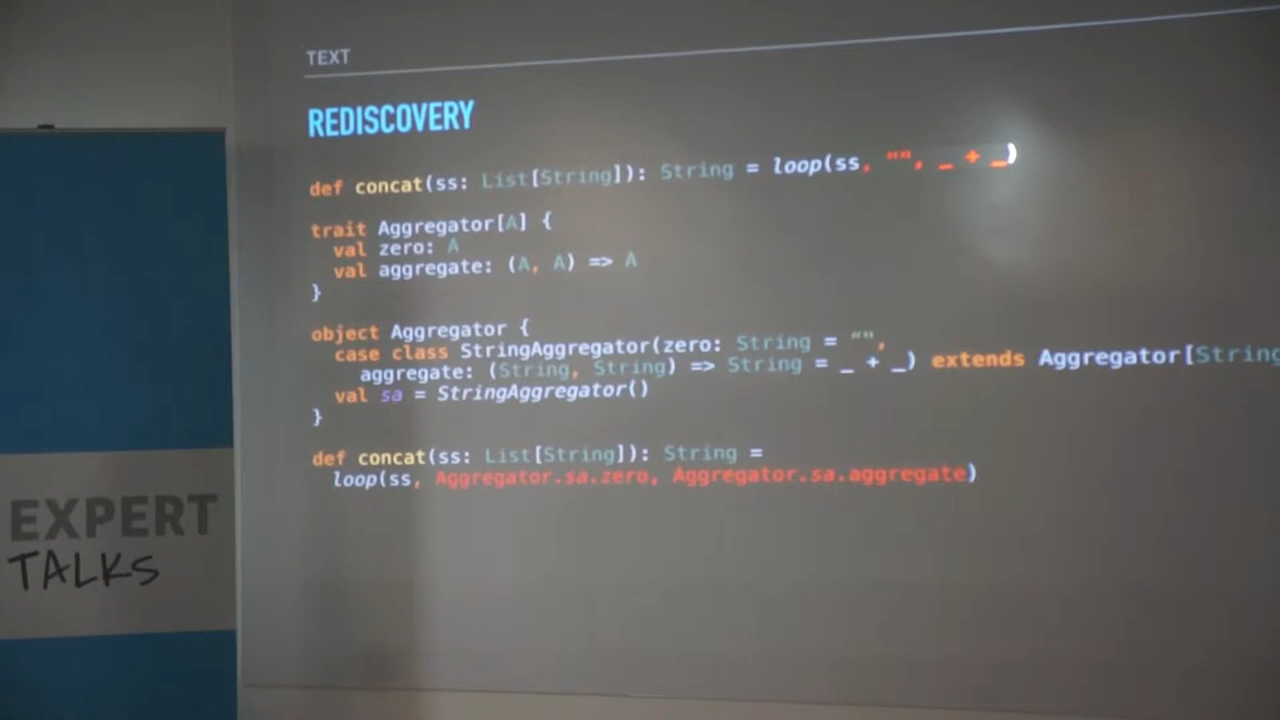 TEXT
REDISCOVERY
def concat(ss: List[String]): String = loop(ss, "", _ + _)
trait Aggregator[A] {
val zero: A
val aggregate: (A, A) => A
}
object Aggregator {
case class StringAggregator(zero: String = "",
aggregate: (String, String) => String = _ + _) extends Aggregator[String
val sa = StringAggregator()
}
def concat(ss: List[String]): String =
loop(ss, Aggregator.sa.zero, Aggregator.sa.aggregate)
EXPERT
TALKS